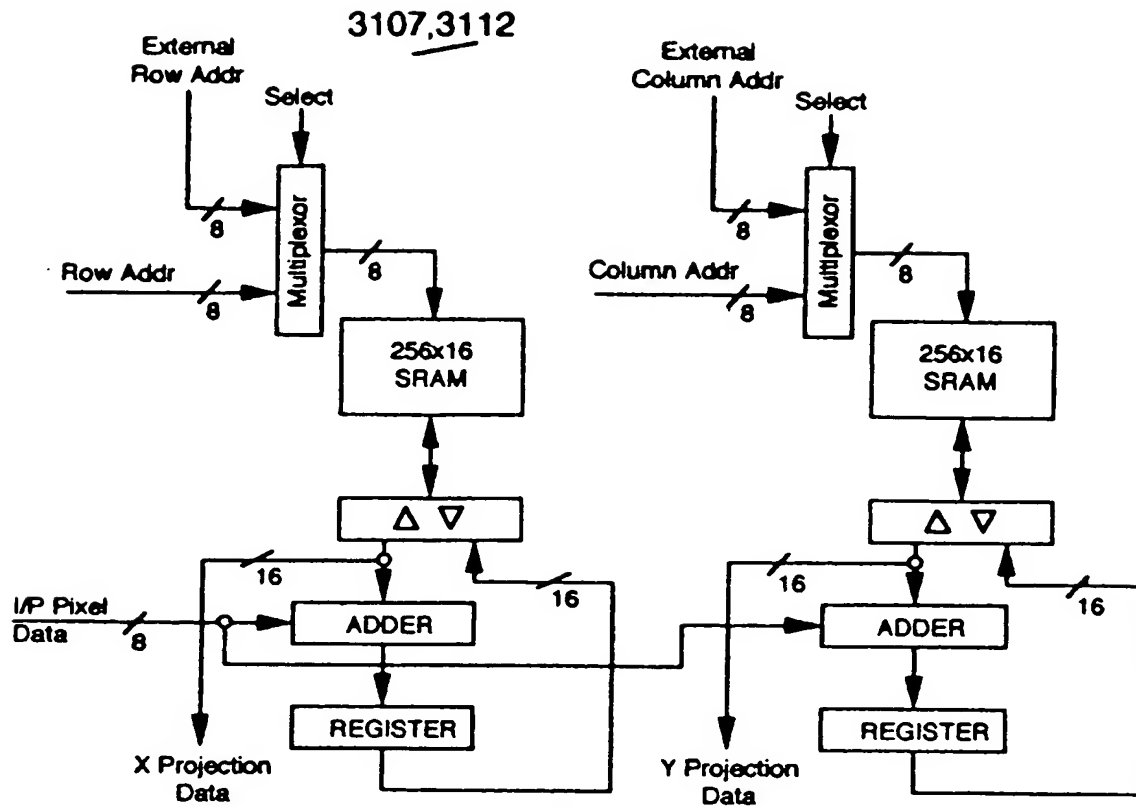 3107,3112
External
Row Addr
Select
Multiplexor
8
Row Addr
8
8
256x16
SRAM
16
16
I/P Pixel
Data
8
ADDER
REGISTER
X Projection
Data
External
Column Addr
Select
Multiplexor
8
Column Addr
8
8
256x16
SRAM
16
16
ADDER
REGISTER
Y Projection
Data